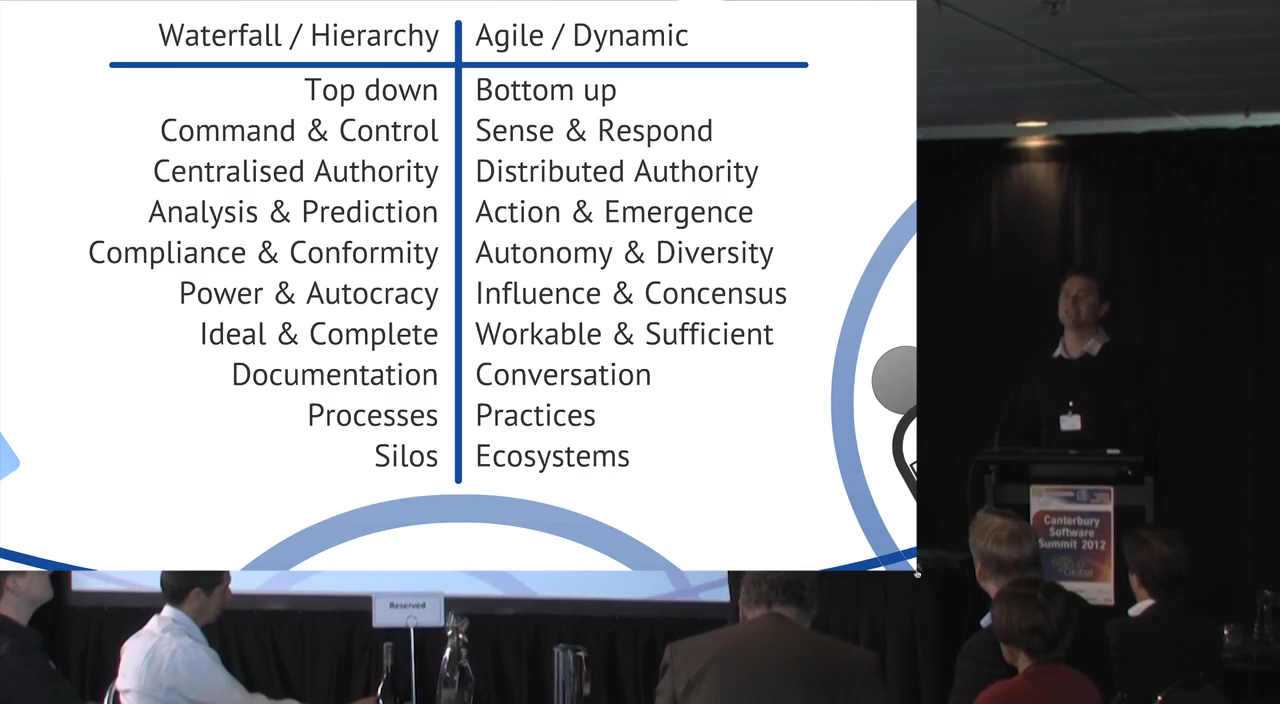 Waterfall / Hierarchy Agile / Dynamic
Top down Bottom up
Command & Control Sense & Respond
Centralised Authority Distributed Authority
Analysis & Prediction Action & Emergence
Compliance & Conformity Autonomy & Diversity
Power & Autocracy Influence & Concensus
Ideal & Complete Workable & Sufficient
Documentation Conversation
Processes Practices
Silos Ecosystems
Reserved
Canterbury
Software
Summit 2012
Startup
Global